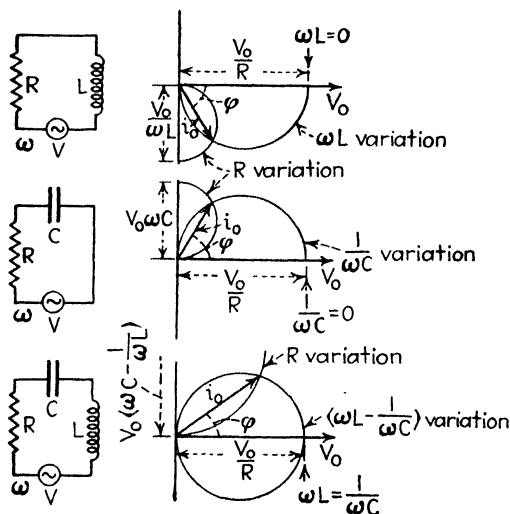 R
L
ω
V
ωL=0
V₀/R
V₀
V₀/ωL
i₀
φ
ωL variation
R variation
C
R
ω
V
V₀ωC
i₀
φ
1/ωC variation
V₀/R
V₀
1/ωC=0
C
R
L
ω
V
V₀(ωC-1/ωL)
R variation
i₀
φ
(ωL-1/ωC) variation
V₀/R
V₀
ωL=1/ωC